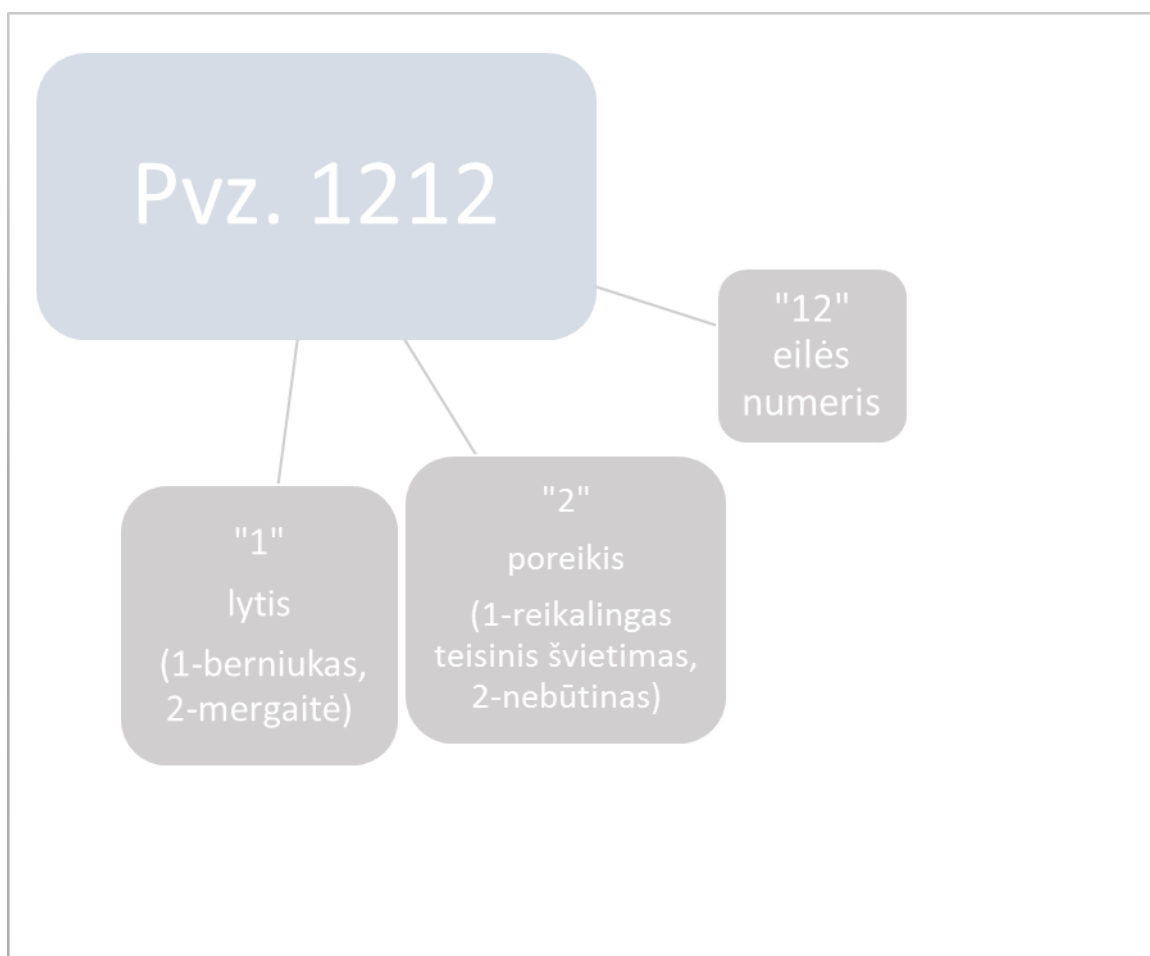 Pvz. 1212
"12"
eilės
numeris
"1"
lytis
(1-berniukas,
2-mergaitė)
"2"
poreikis
(1-reikalingas
teisinis švietimas,
2-nebūtinas)